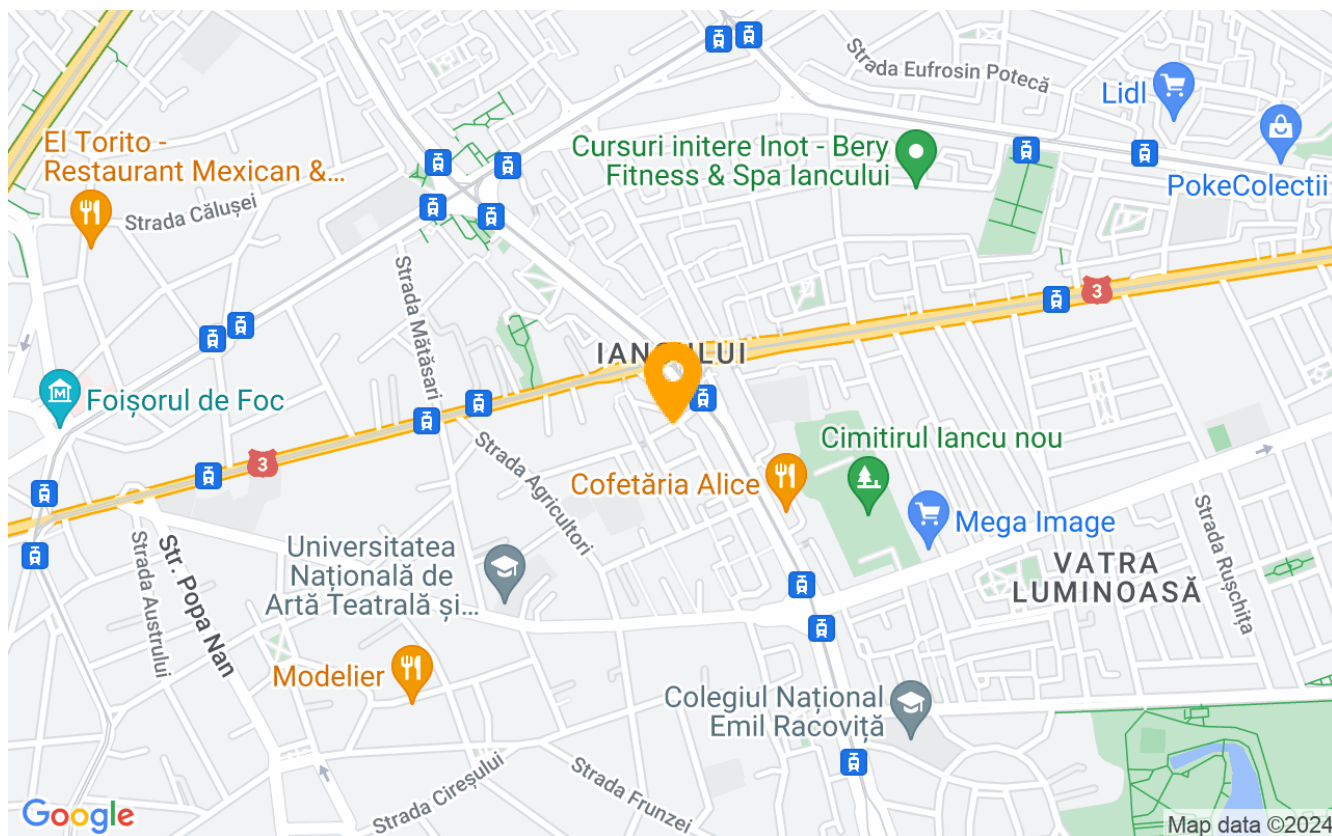 Strada Eufrosin Potecă
Lidl
El Torito -
Restaurant Mexican &...
Cursuri initere Inot - Bery
Fitness & Spa Iancului
PokeColectii
Strada Călușei
Strada Mătăsari
3
IANCULUI
Foișorul de Foc
3
Cimitirul Iancu nou
Strada Agricultori
Cofetăria Alice
Mega Image
Strada Rușchița
Universitatea
Națională de
Artă Teatrală și...
VATRA
LUMINOASĂ
Str. Popa Nan
Strada Austrului
Modelier
Colegiul Național
Emil Racoviță
Strada Cireșului
Strada Frunzei
Google
Map data ©2024